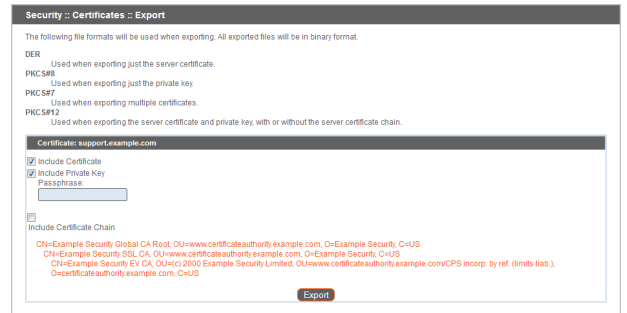 Security :: Certificates :: Export
The following file formats will be used when exporting. All exported files will be in binary format.
DER
Used when exporting just the server certificate.
PKCS#8
Used when exporting just the private key.
PKCS#7
Used when exporting multiple certificates.
PKCS#12
Used when exporting the server certificate and private key, with or without the server certificate chain.
Certificate: support.example.com
Include Certificate
Include Private Key
Passphrase:
Include Certificate Chain
CN=Example Security Global CA Root, OU=www.certificateauthority.example.com, O=Example Security, C=US
CN=Example Security SSL CA, OU=www.certificateauthority.example.com, O=Example Security, C=US
CN=Example Security EV CA, OU=(c) 2000 Example Security Limited, OU=www.certificateauthority.example.com/CPS incorp. by ref. (limits liab.),
O=certificateauthority.example.com, C=US
Export